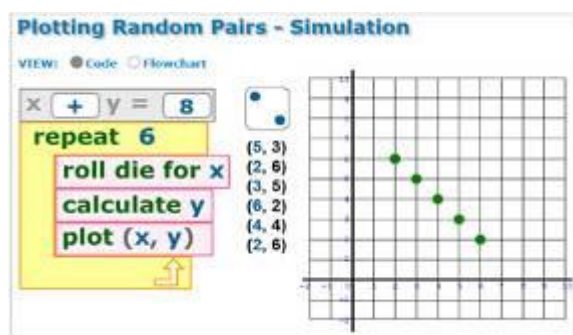 Plotting Random Pairs - Simulation
VIEW: Code Flowchart
x + y = 8
repeat 6
roll die for x
calculate y
plot (x, y)
(5, 3)
(2, 6)
(3, 5)
(6, 2)
(4, 4)
(2, 6)